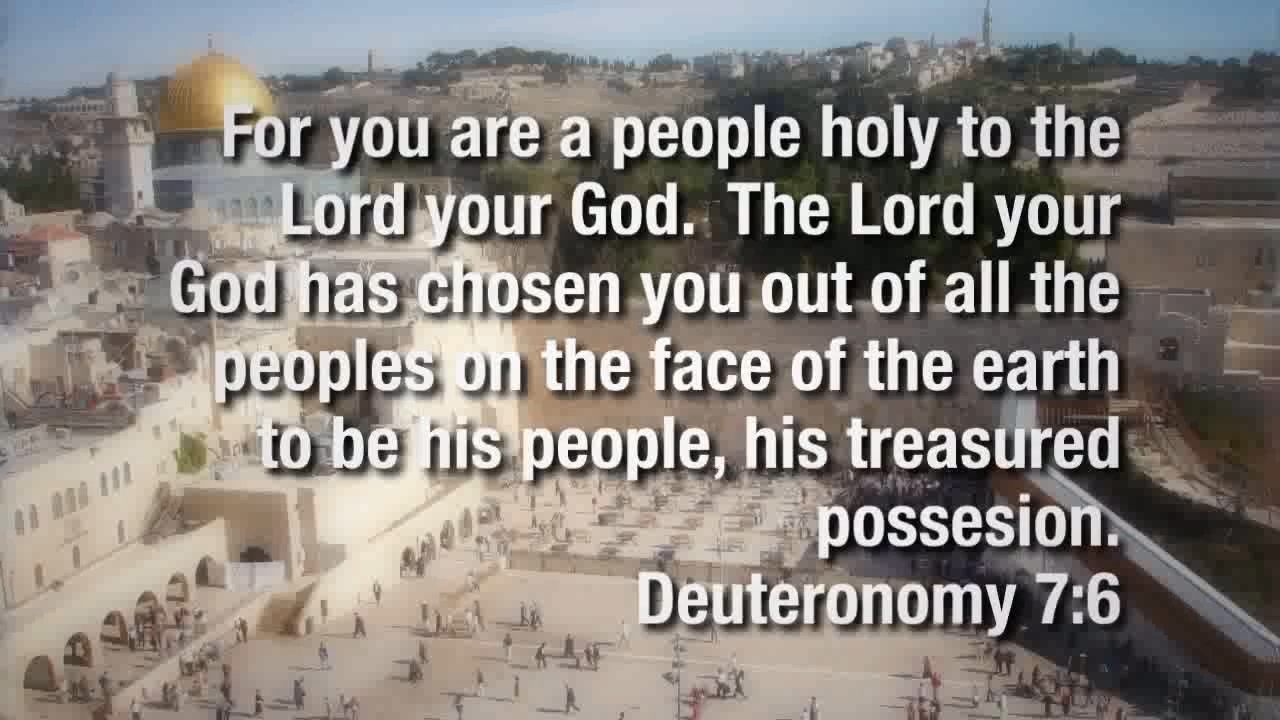 For you are a people holy to the
Lord your God.  The Lord your
God has chosen you out of all the
peoples on the face of the earth
to be his people, his treasured
possesion.
Deuteronomy 7:6